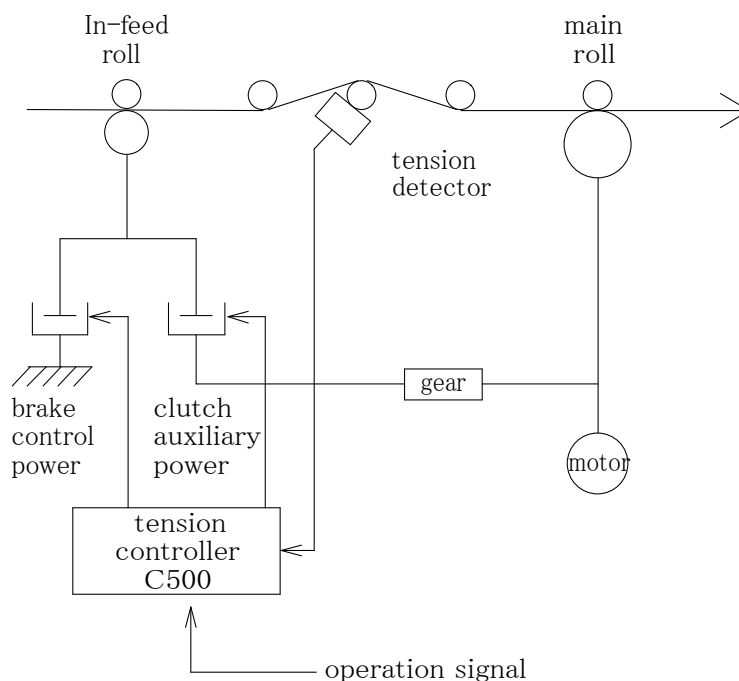 In-feed
roll
main
roll
tension
detector
gear
brake
control
power
clutch
auxiliary
power
motor
tension
controller
C500
operation signal